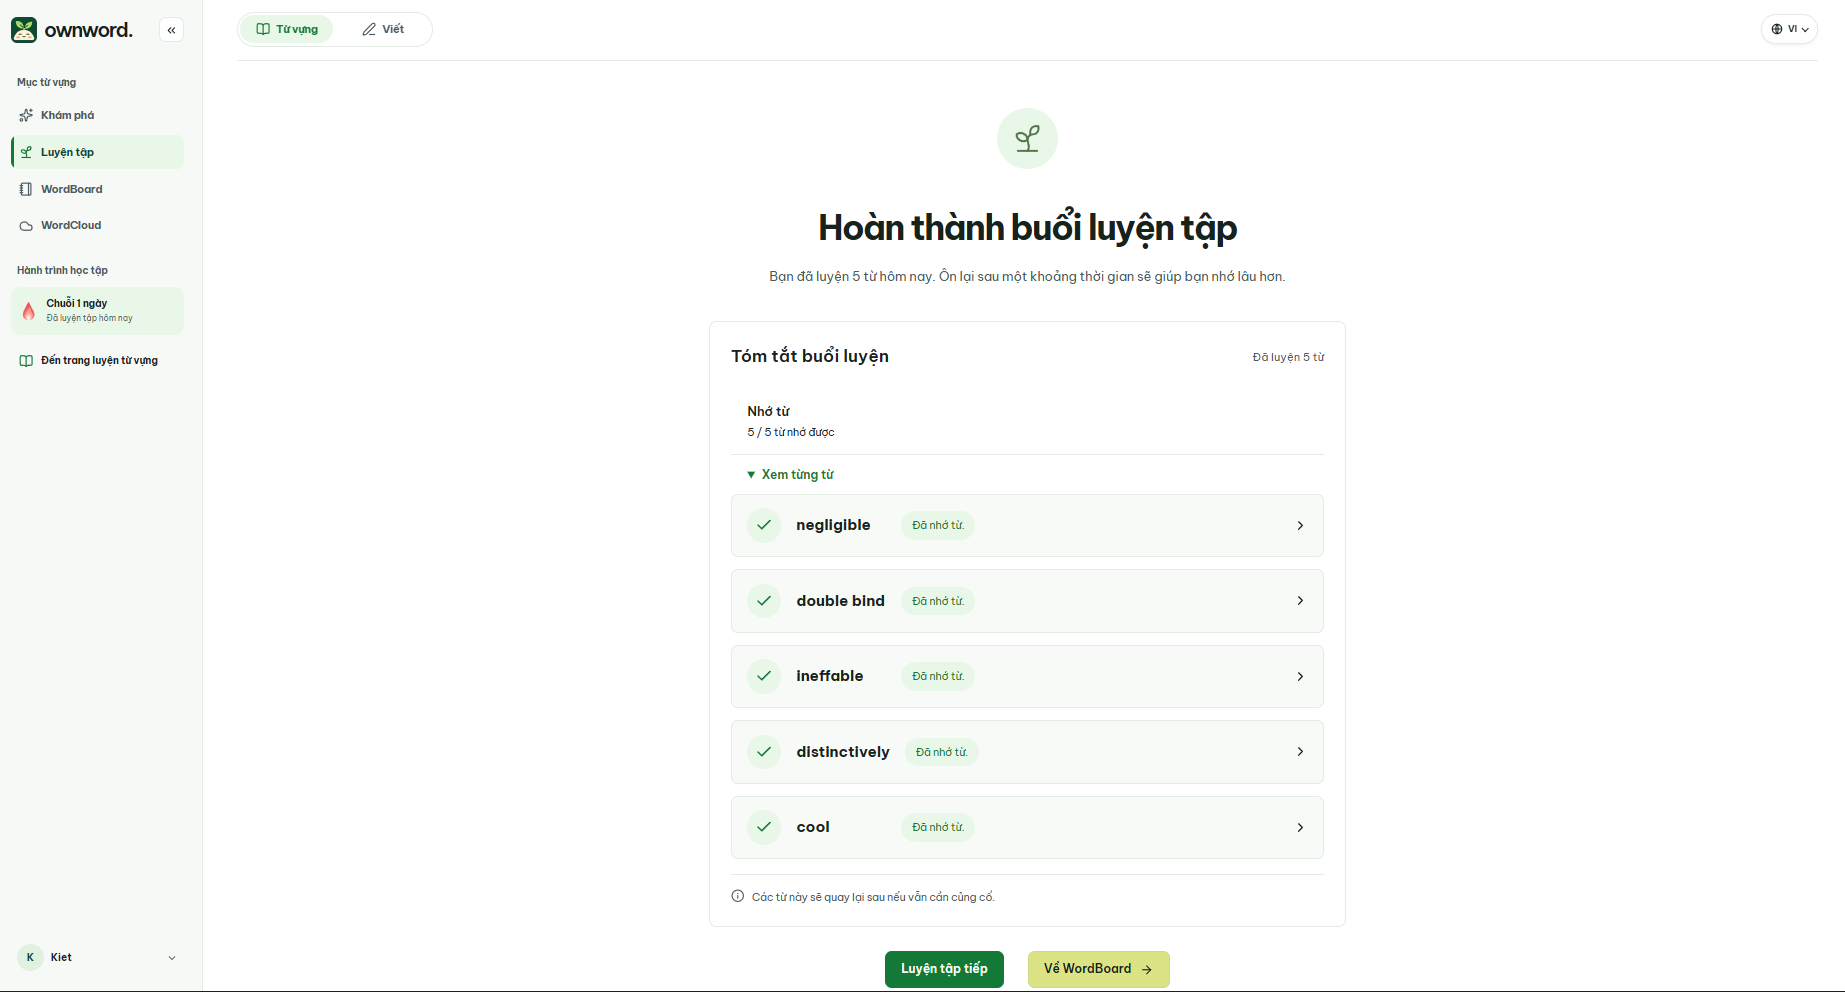 ownword.
Từ vựng
Viết
VI
Mục từ vựng
Khám phá
Luyện tập
WordBoard
WordCloud
Hành trình học tập
Chuỗi 1 ngày
Đã luyện tập hôm nay
Đến trang luyện từ vựng
Hoàn thành buổi luyện tập
Bạn đã luyện 5 từ hôm nay. Ôn lại sau một khoảng thời gian sẽ giúp bạn nhớ lâu hơn.
Tóm tắt buổi luyện
Đã luyện 5 từ
Nhớ từ
5 / 5 từ nhớ được
Xem từng từ
negligible Đã nhớ từ.
double bind Đã nhớ từ.
ineffable Đã nhớ từ.
distinctively Đã nhớ từ.
cool Đã nhớ từ.
Các từ này sẽ quay lại sau nếu vẫn cần củng cố.
Luyện tập tiếp
Về WordBoard
K Kiet